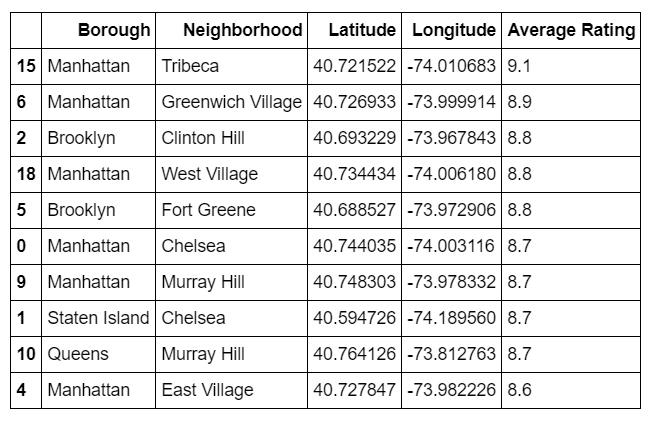 Borough Neighborhood Latitude Longitude Average Rating
15 Manhattan Tribeca 40.721522 -74.010683 9.1
6 Manhattan Greenwich Village 40.726933 -73.999914 8.9
2 Brooklyn Clinton Hill 40.693229 -73.967843 8.8
18 Manhattan West Village 40.734434 -74.006180 8.8
5 Brooklyn Fort Greene 40.688527 -73.972906 8.8
0 Manhattan Chelsea 40.744035 -74.003116 8.7
9 Manhattan Murray Hill 40.748303 -73.978332 8.7
1 Staten Island Chelsea 40.594726 -74.189560 8.7
10 Queens Murray Hill 40.764126 -73.812763 8.7
4 Manhattan East Village 40.727847 -73.982226 8.6